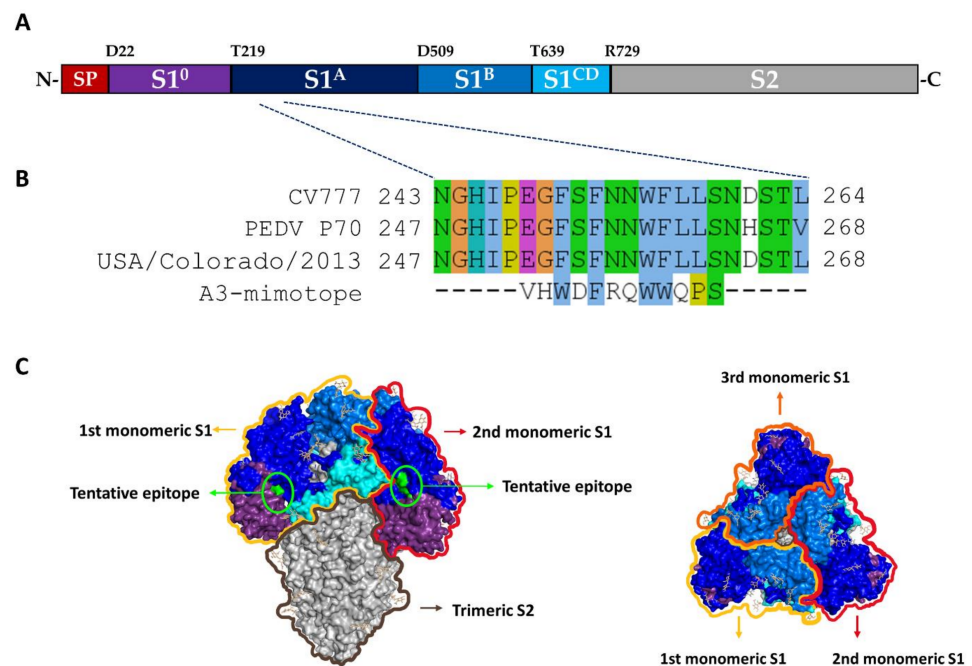 A
D22 T219 D509 T639 R729
N- SP S1⁰ S1ᴬ S1ᴮ S1ᶜᴰ S2 -C
B
CV777 243 NGHIPEGFSFNNWFLLSNDSTL 264
PEDV P70 247 NGHIPEGFSFNNWFLLSNHSTV 268
USA/Colorado/2013 247 NGHIPEGFSFNNWFLLSNDSTL 268
A3-mimotope -----VHWDFRQWWQPS-----
C
1st monomeric S1
2nd monomeric S1
Tentative epitope
Tentative epitope
Trimeric S2
3rd monomeric S1
1st monomeric S1
2nd monomeric S1